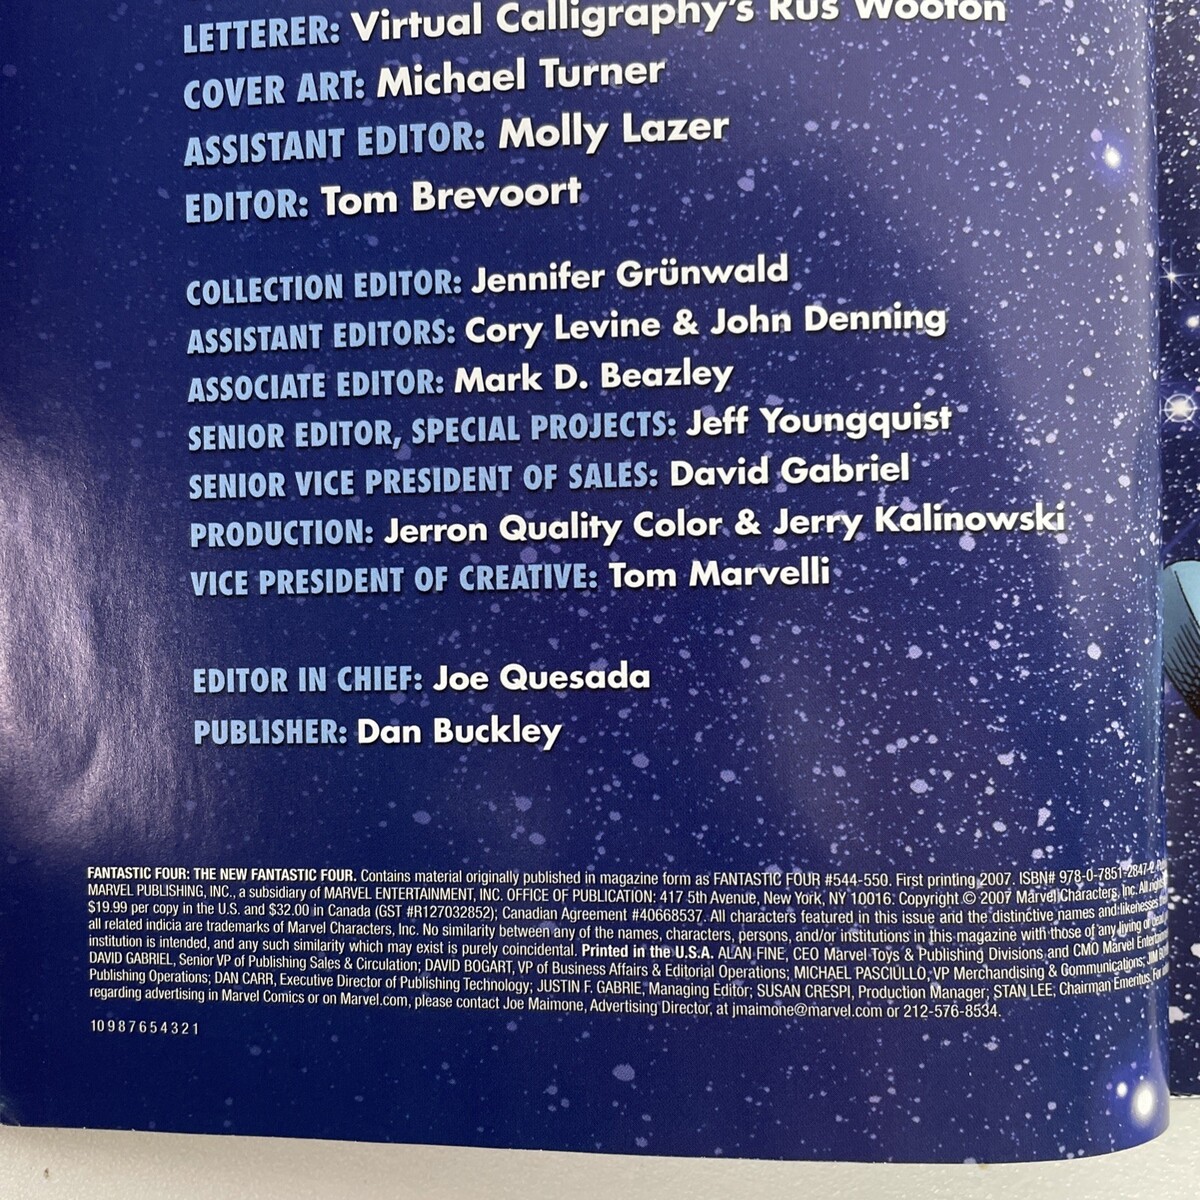 LETTERER: Virtual Calligraphy's Rus Wooton
COVER ART: Michael Turner
ASSISTANT EDITOR: Molly Lazer
EDITOR: Tom Brevoort
COLLECTION EDITOR: Jennifer Grünwald
ASSISTANT EDITORS: Cory Levine & John Denning
ASSOCIATE EDITOR: Mark D. Beazley
SENIOR EDITOR, SPECIAL PROJECTS: Jeff Youngquist
SENIOR VICE PRESIDENT OF SALES: David Gabriel
PRODUCTION: Jerron Quality Color & Jerry Kalinowski
VICE PRESIDENT OF CREATIVE: Tom Marvelli
EDITOR IN CHIEF: Joe Quesada
PUBLISHER: Dan Buckley
FANTASTIC FOUR: THE NEW FANTASTIC FOUR. Contains material originally published in magazine form as FANTASTIC FOUR #544-550. First printing 2007. ISBN# 978-0-7851-2847-
MARVEL PUBLISHING, INC., a subsidiary of MARVEL ENTERTAINMENT, INC. OFFICE OF PUBLICATION: 417 5th Avenue, New York, NY 10016. Copyright © 2007 Marvel Characters, Inc. All
$19.99 per copy in the U.S. and $32.00 in Canada (GST #R127032852); Canadian Agreement #40668537. All characters featured in this issue and the distinctive names and likenesses
all related indicia are trademarks of Marvel Characters, Inc. No similarity between any of the names, characters, persons, and/or institutions in this magazine with those of any living or
institution is intended, and any such similarity which may exist is purely coincidental. Printed in the U.S.A. ALAN FINE, CEO Marvel Toys & Publishing Divisions and CMO Marvel
DAVID GABRIEL, Senior VP of Publishing Sales & Circulation; DAVID BOGART, VP of Business Affairs & Editorial Operations; MICHAEL PASCIULLO, VP Merchandising & Communications;
Publishing Operations; DAN CARR, Executive Director of Publishing Technology; JUSTIN F. GABRIE, Managing Editor; SUSAN CRESPI, Production Manager; STAN LEE, Chairman Emeritus.
regarding advertising in Marvel Comics or on Marvel.com, please contact Joe Maimone, Advertising Director, at jmaimone@marvel.com or 212-576-8534.
10 9 8 7 6 5 4 3 2 1